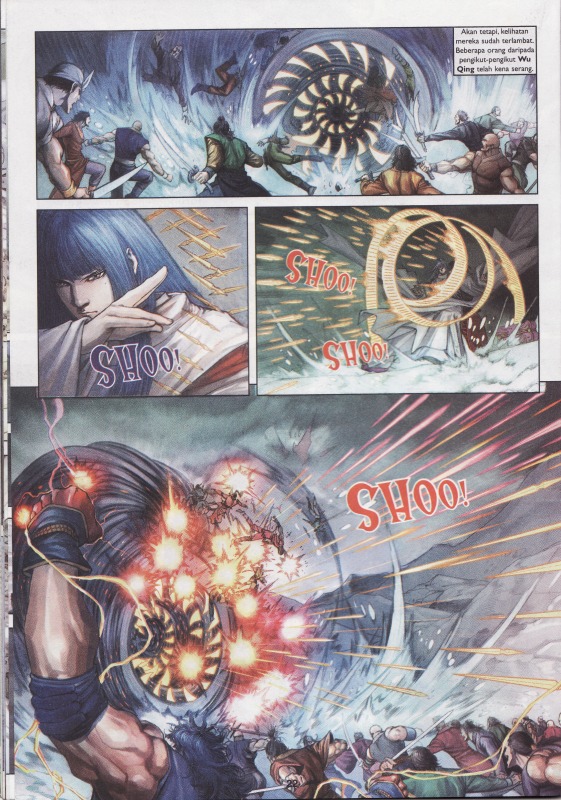 Akan tetapi, kelihatan
mereka sudah terlambat.
Beberapa orang daripada
pengikut-pengikut Wu
Qing telah kena serang.
SHOO!
SHOO!
SHOO!
SHOO!